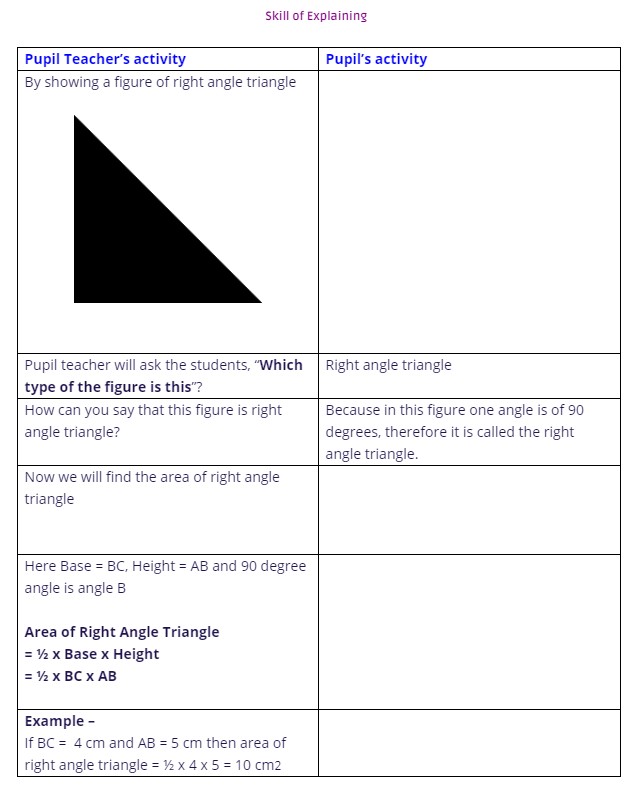 Skill of Explaining
Pupil Teacher's activity
Pupil's activity
By showing a figure of right angle triangle
Pupil teacher will ask the students, “Which
type of the figure is this”?
Right angle triangle
How can you say that this figure is right
angle triangle?
Because in this figure one angle is of 90
degrees, therefore it is called the right
angle triangle.
Now we will find the area of right angle
triangle
Here Base = BC, Height = AB and 90 degree
angle is angle B
Area of Right Angle Triangle
= ½ x Base x Height
= ½ x BC x AB
Example –
If BC =  4 cm and AB = 5 cm then area of
right angle triangle = ½ x 4 x 5 = 10 cm2